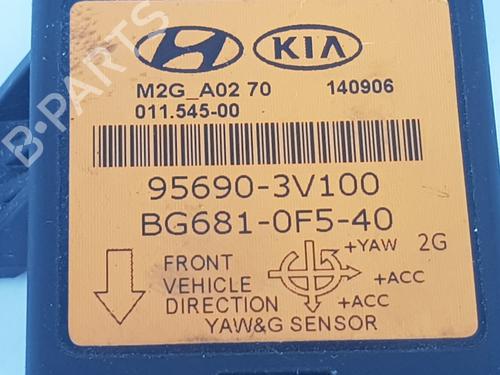 HYUNDAI KIA
M2G_A02 70 140906
011.545-00
95690-3V100
BG681-0F5-40
FRONT
VEHICLE
DIRECTION
+YAW 2G
+ACC
+ACC
YAW&G SENSOR
B-PARTS